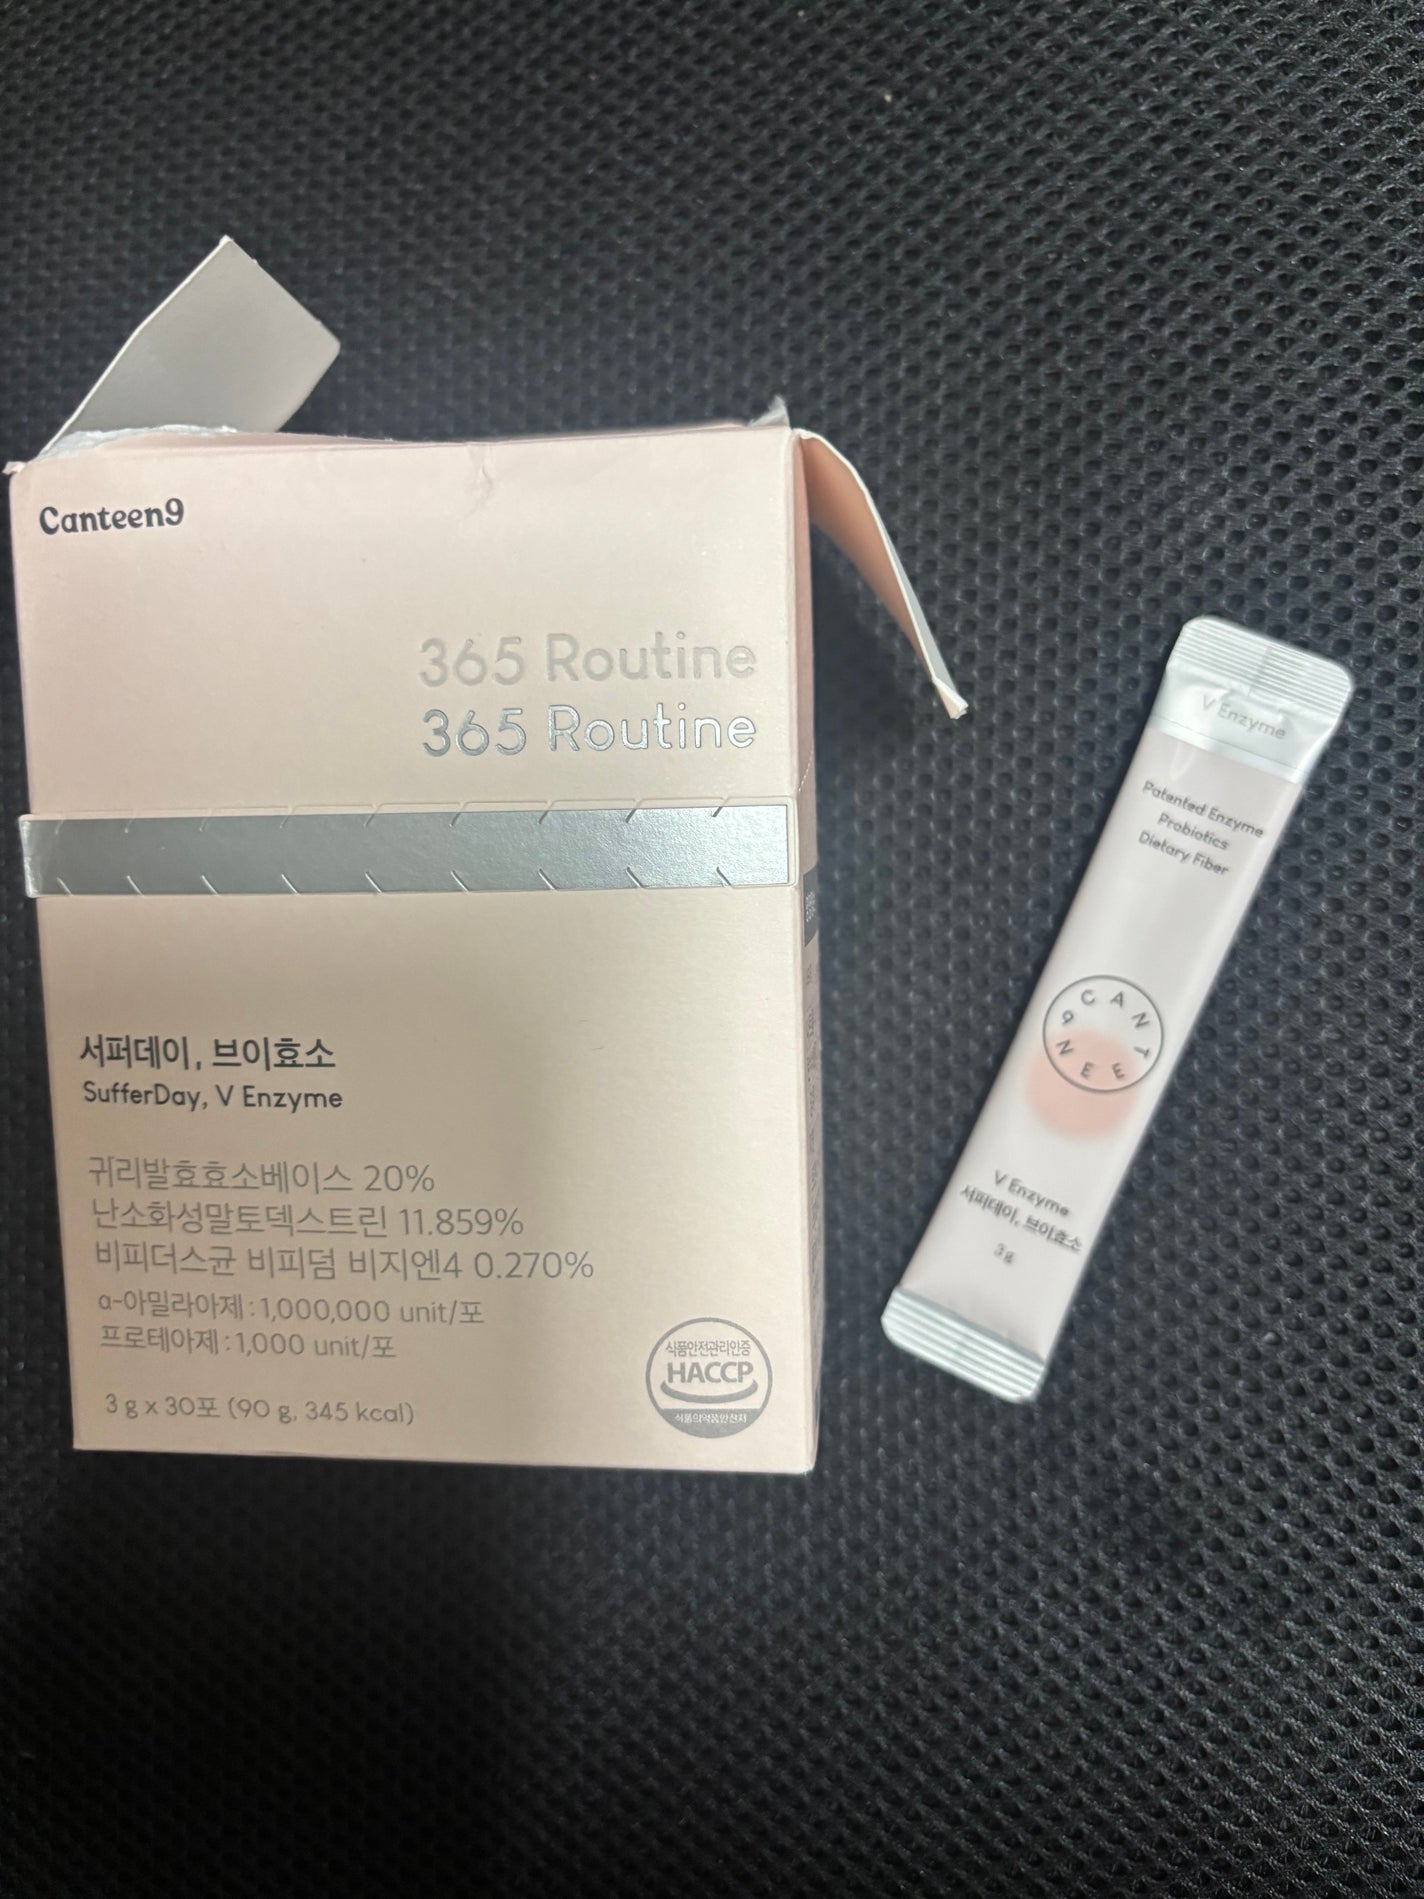 Canteen9
365 Routine
365 Routine
서퍼데이, 브이효소
SufferDay, V Enzyme
귀리발효효소베이스 20%
난소화성말토덱스트린 11.859%
비피더스균 비피덤 비지엔4 0.270%
α-아밀라아제 : 1,000,000 unit/포
프로테아제 : 1,000 unit/포
3 g x 30포 (90 g, 345 kcal)
식품안전관리인증
HACCP
식품의약품안전처
V Enzyme
Patented Enzyme
Probiotics
Dietary Fiber
CANTEEN9
V Enzyme
서퍼데이, 브이효소
3 g